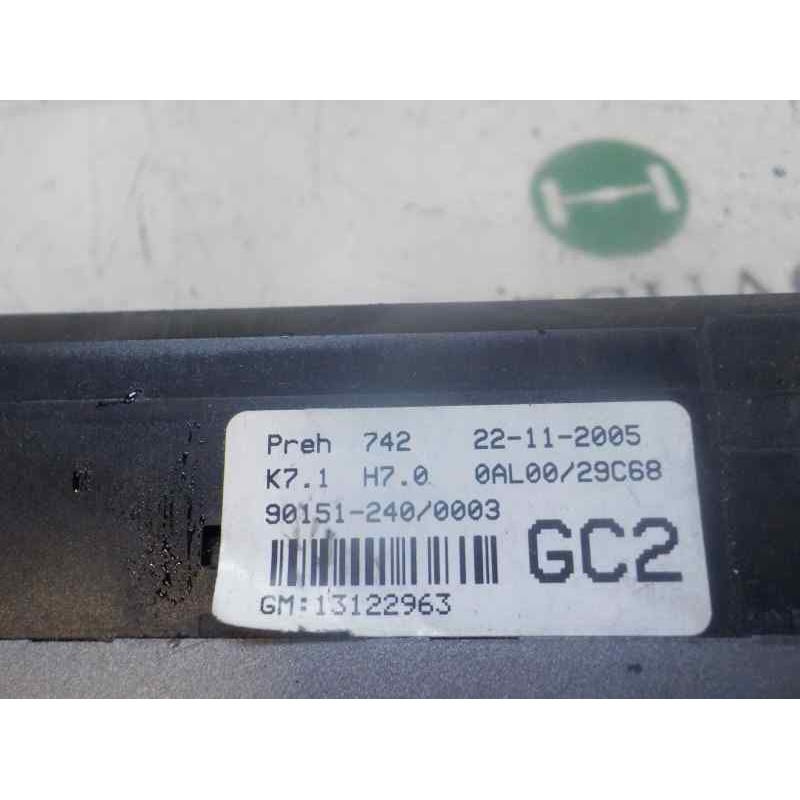 Preh 742 22-11-2005
K7.1 H7.0 0AL00/29C68
90151-240/0003
GC2
GM:13122963